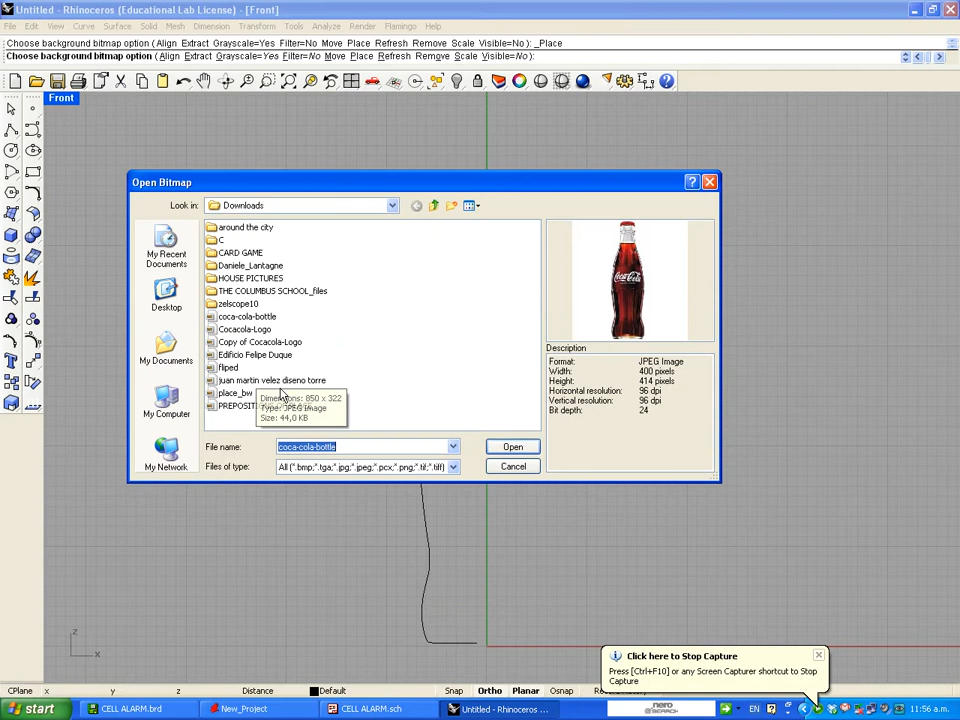 Untitled - Rhinoceros (Educational Lab License) - [Front]
File Edit View Curve Surface Solid Mesh Dimension Transform Tools Analyze Render Flamingo Help
Choose background bitmap option ( Align Extract Grayscale=Yes Filter=No Move Place Refresh Remove Scale Visible=No ): _Place
Choose background bitmap option (Align Extract Grayscale=Yes Filter=No Move Place Refresh Remove Scale Visible=No):
Front
Open Bitmap
Look in: Downloads
My Recent Documents
Desktop
My Documents
My Computer
My Network
around the city
C
CARD GAME
Daniele_Lantagne
HOUSE PICTURES
THE COLUMBUS SCHOOL_files
zelscope10
coca-cola-bottle
Cocacola-Logo
Copy of Cocacola-Logo
Edificio Felipe Duque
fliped
juan martin velez diseno torre
place_bw
Dimensions: 850 x 322
Type: JPEG Image
Size: 44,0 KB
Coca-Cola
Description
Format: JPEG Image
Width: 400 pixels
Height: 414 pixels
Horizontal resolution: 96 dpi
Vertical resolution: 96 dpi
Bit depth: 24
File name: coca-cola-bottle
Open
Files of type: All (*.bmp;*.tga;*.jpg;*.jpeg;*.pcx;*.png;*.tif;*.tiff)
Cancel
z
x
Click here to Stop Capture
Press [Ctrl+F10] or any Screen Capturer shortcut to Stop Capture
CPlane x y z Distance Default Snap Ortho Planar Osnap
start CELL ALARM.brd New_Project CELL ALARM.sch Untitled - Rhinoceros ... nero SEARCH EN 11:56 a.m.